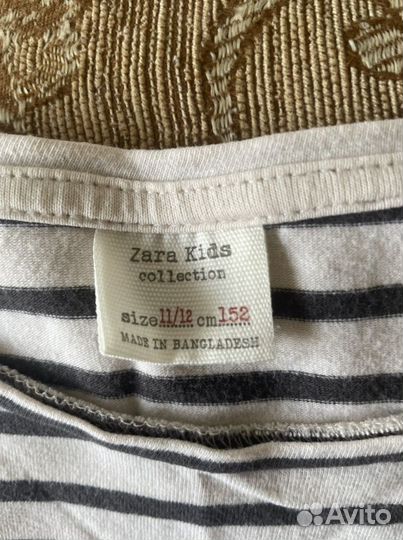 Zara Kids
collection
size 11/12 cm 152
MADE IN BANGLADESH
Avito